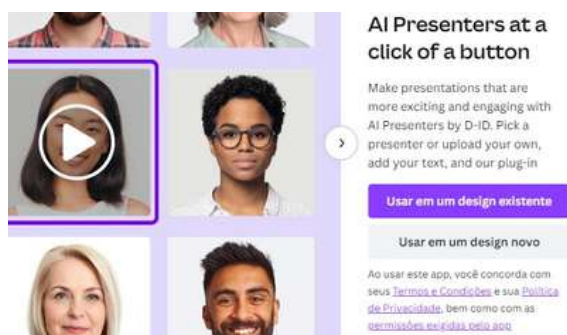 AI Presenters at a
click of a button
Make presentations that are
more exciting and engaging with
AI Presenters by D-ID. Pick a
presenter or upload your own,
add your text, and our plug-in
Usar em um design existente
Usar em um design novo
Ao usar este app, você concorda com
seus Termos e Condições e sua Política
de Privacidade, bem como com as
permissões exigidas pelo app